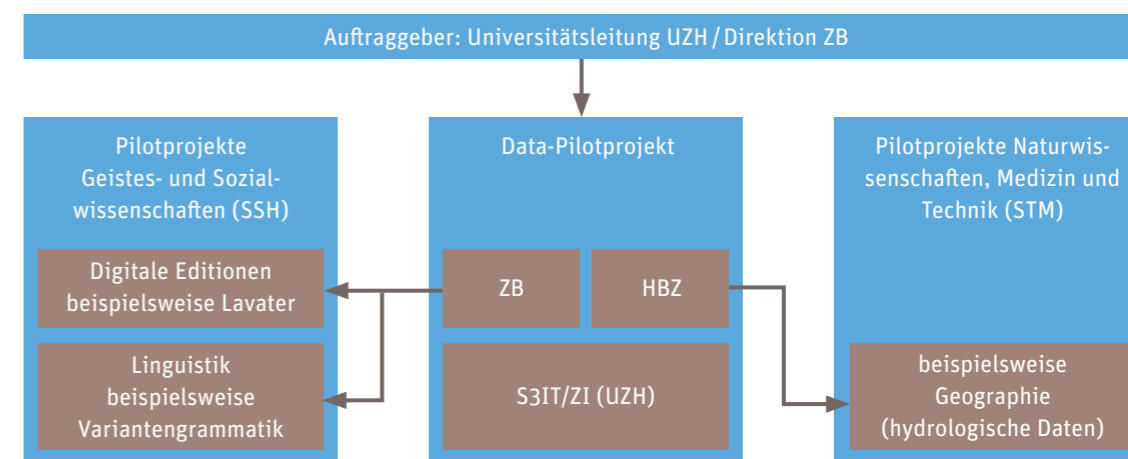 Auftraggeber: Universitätsleitung UZH / Direktion ZB
Pilotprojekte
Geistes- und Sozial-
wissenschaften (SSH)
Digitale Editionen
beispielsweise Lavater
Linguistik
beispielsweise
Variantengrammatik
Data-Pilotprojekt
ZB
HBZ
S3IT/ZI (UZH)
Pilotprojekte Naturwis-
senschaften, Medizin und
Technik (STM)
beispielsweise
Geographie
(hydrologische Daten)